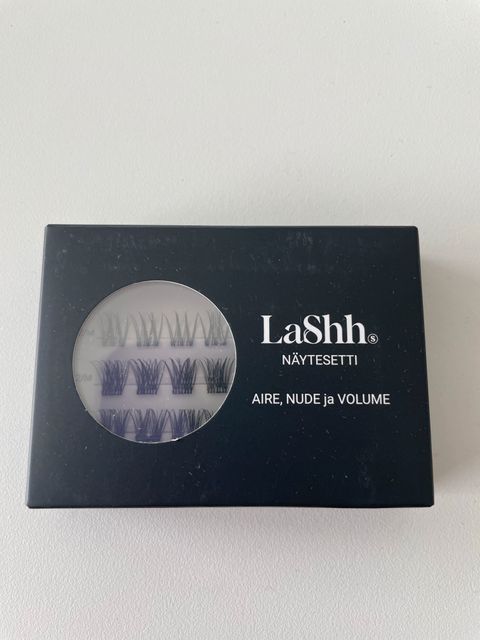 LaShh
NÄYTESETTI
AIRE, NUDE ja VOLUME